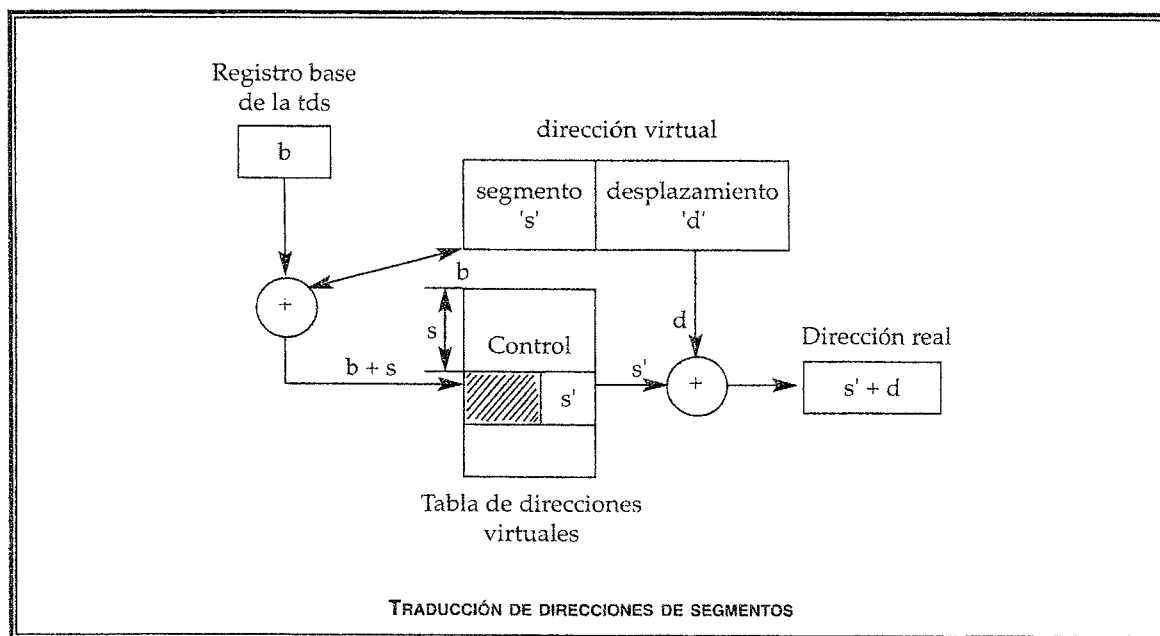 Registro base
de la tds
b
dirección virtual
segmento
's'
desplazamiento
'd'
+
b
s
Control
d
Dirección real
b + s
s'
s'
+
s' + d
Tabla de direcciones
virtuales
TRADUCCIÓN DE DIRECCIONES DE SEGMENTOS